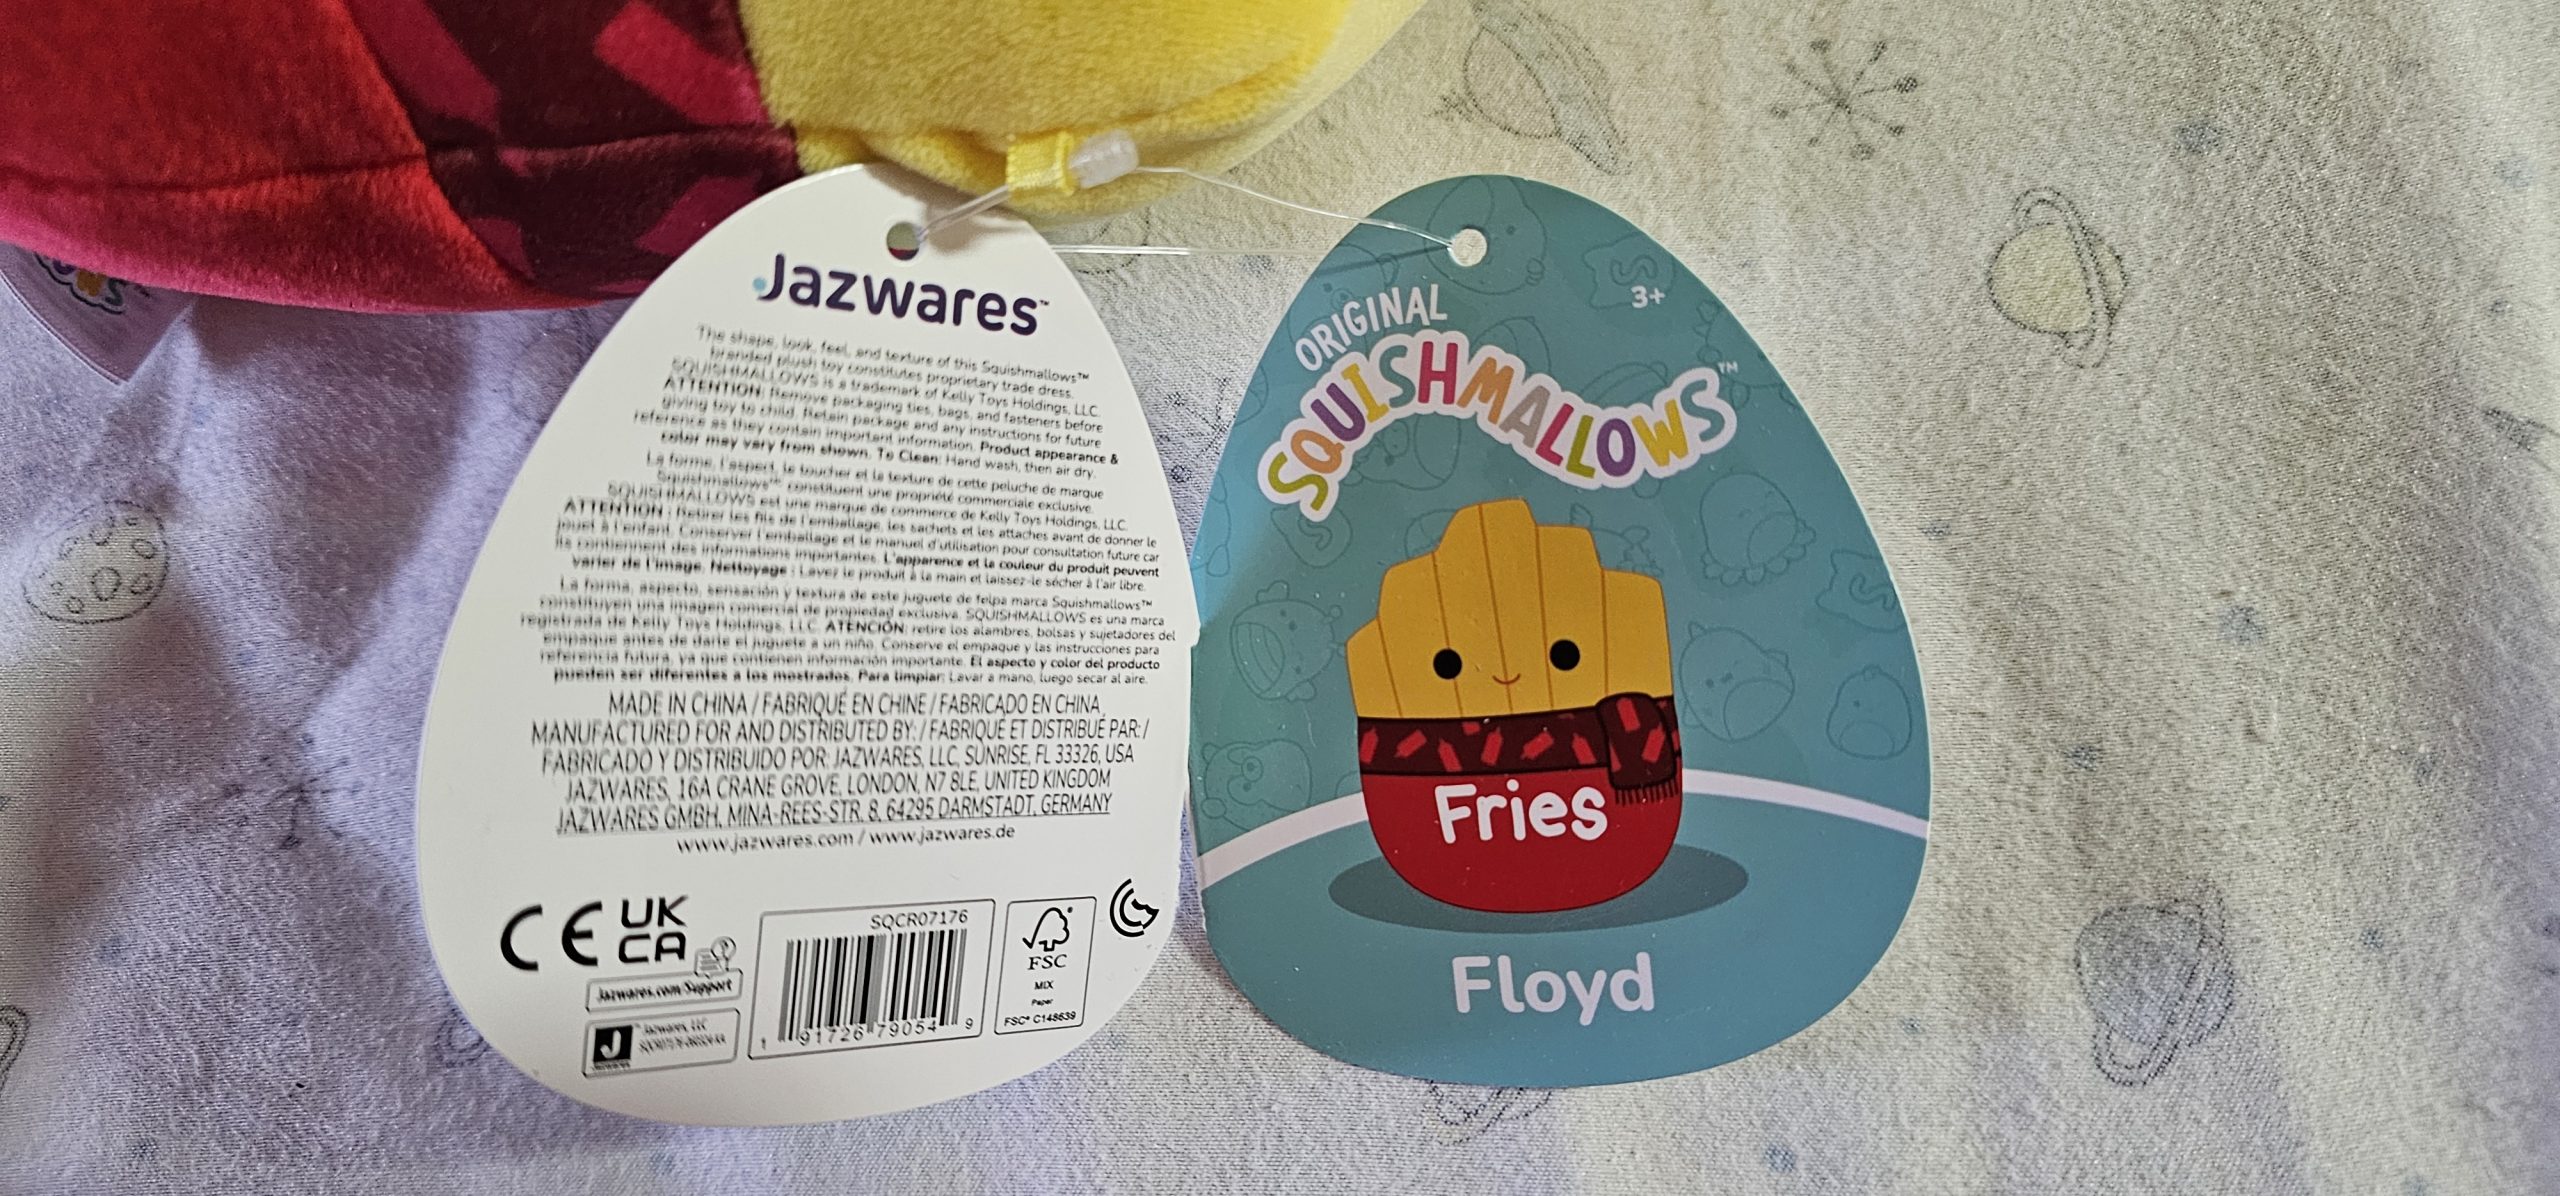 Jazwares™
The shape, look, feel, and texture of this Squishmallows™
branded plush toy constitutes proprietary trade dress.
SQUISHMALLOWS is a trademark of Kelly Toys Holdings, LLC.
ATTENTION: Remove packaging ties, bags, and fasteners before
giving toy to child. Retain package and any instructions for future
reference as they contain important information. Product appearance &
color may vary from shown. To Clean: Hand wash, then air dry.
La forme, l'aspect, le toucher et la texture de cette peluche de marque
Squishmallows™ constituent une propriété commerciale exclusive.
SQUISHMALLOWS est une marque de commerce de Kelly Toys Holdings, LLC.
ATTENTION : Retirer les fils de l'emballage, les sachets et les attaches avant de donner le
jouet à l'enfant. Conserver l'emballage et le manuel d'utilisation pour consultation future car
ils contiennent des informations importantes. L'apparence et la couleur du produit peuvent
varier de l'image. Nettoyage : Lavez le produit à la main et laissez-le sécher à l'air libre.
La forma, aspecto, sensación y textura de este juguete de felpa marca Squishmallows™
constituyen una imagen comercial de propiedad exclusiva. SQUISHMALLOWS es una marca
registrada de Kelly Toys Holdings, LLC. ATENCIÓN: retire los alambres, bolsas y sujetadores del
empaque antes de darle el juguete a un niño. Conserve el empaque y las instrucciones para
referencia futura, ya que contienen información importante. El aspecto y color del producto
pueden ser diferentes a los mostrados. Para limpiar: Lavar a mano, luego secar al aire.
MADE IN CHINA / FABRIQUÉ EN CHINE / FABRICADO EN CHINA
MANUFACTURED FOR AND DISTRIBUTED BY: / FABRIQUÉ ET DISTRIBUÉ PAR: /
FABRICADO Y DISTRIBUIDO POR: JAZWARES, LLC, SUNRISE, FL 33326, USA
JAZWARES, 16A CRANE GROVE, LONDON, N7 8LE, UNITED KINGDOM
JAZWARES GMBH, MINA-REES-STR. 8, 64295 DARMSTADT, GERMANY
www.jazwares.com / www.jazwares.de
CE UK
CA
Jazwares.com/Support
J Jazwares, LLC
Jazwares
SQCR07176
1 91726 79054 9
FSC
MIX
Paper
FSC® C148639
ORIGINAL
SQUISHMALLOWS™
3+
Fries
Floyd